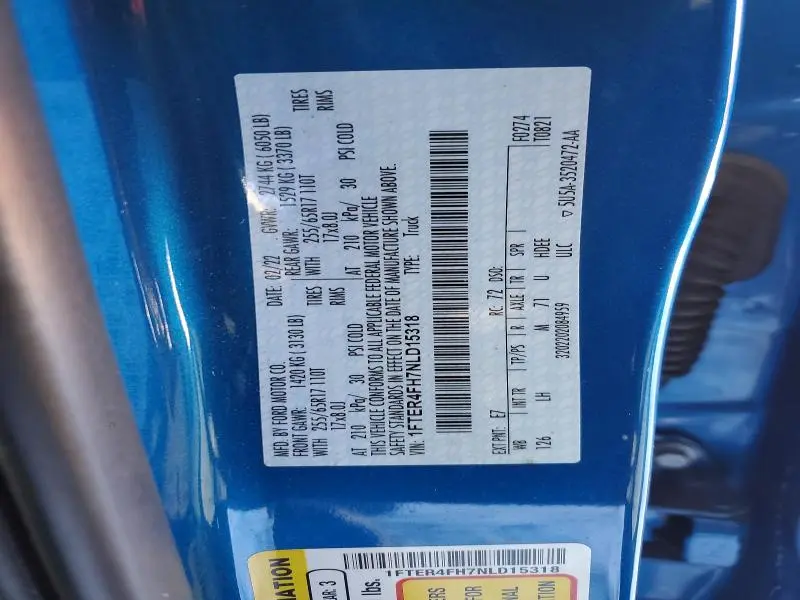 MFD. BY FORD MOTOR CO.
DATE: 02/22 GVWR: 2744 KG ( 6050 LB)
FRONT GAWR: 1420 KG ( 3130 LB) REAR GAWR: 1529 KG ( 3370 LB)
WITH 255/65R17 110T TIRES WITH 255/65R17 110T TIRES
17x8.0J RIMS 17x8.0J RIMS
AT 210 kPa/ 30 PSI COLD AT 210 kPa/ 30 PSI COLD
THIS VEHICLE CONFORMS TO ALL APPLICABLE FEDERAL MOTOR VEHICLE
SAFETY STANDARDS IN EFFECT ON THE DATE OF MANUFACTURE SHOWN ABOVE.
VIN: 1FTER4FH7NLD15318 TYPE: Truck
EXT PNT: E7 RC: 72 DSO: FD274
WB INT TR TP/PS R AXLE TR SPR T0821
126 LH M 71 U HDEE
3202202084959 ULC
▽ 5U5A-3520472-AA
1FTER4FH7NLD15318
lbs.